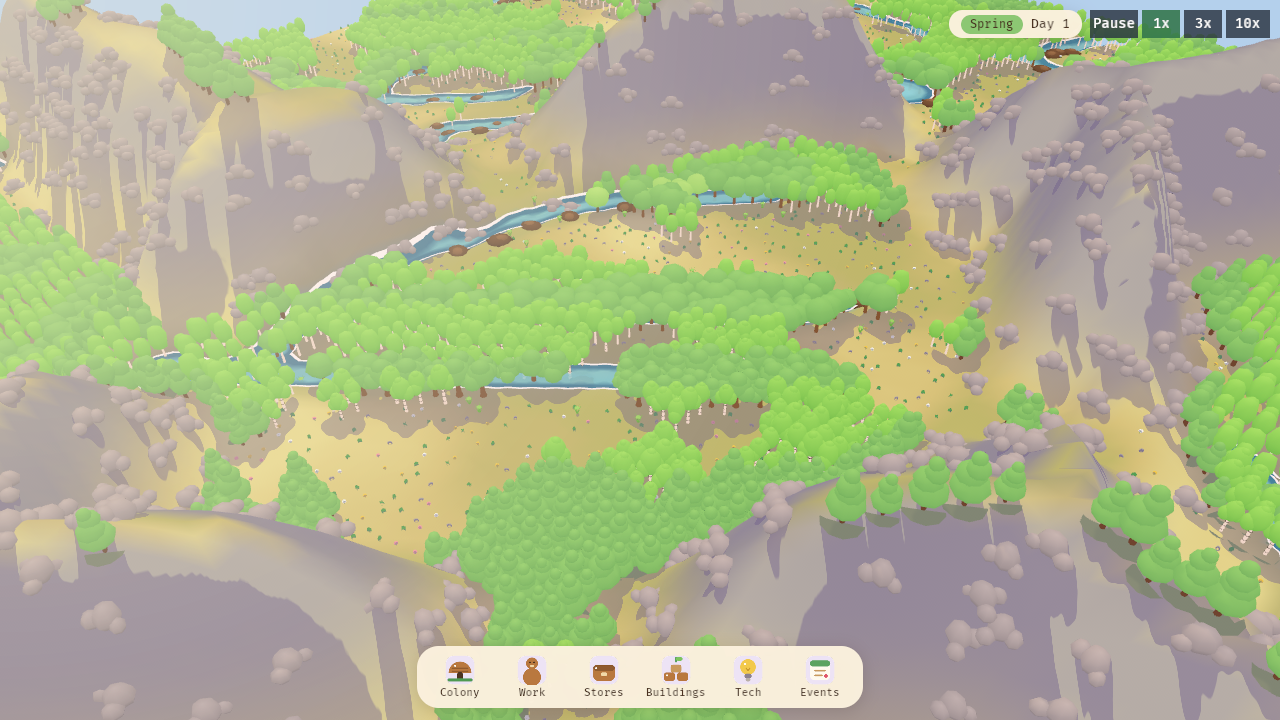 Spring Day 1 Pause 1x 3x 10x
Colony Work Stores Buildings Tech Events